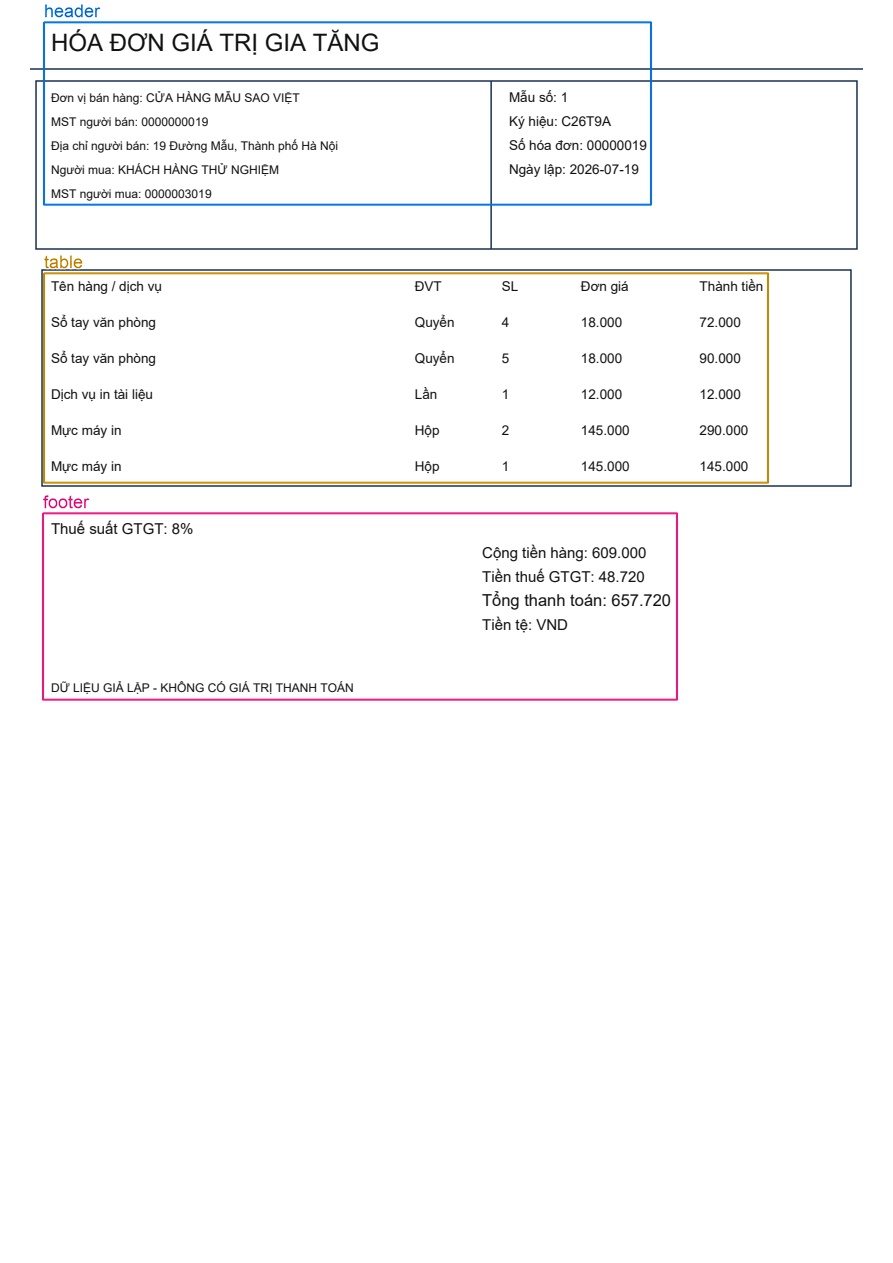 header
HÓA ĐƠN GIÁ TRỊ GIA TĂNG
Đơn vị bán hàng: CỬA HÀNG MẪU SAO VIỆT
MST người bán: 0000000019
Địa chỉ người bán: 19 Đường Mẫu, Thành phố Hà Nội
Người mua: KHÁCH HÀNG THỬ NGHIỆM
MST người mua: 0000003019
Mẫu số: 1
Ký hiệu: C26T9A
Số hóa đơn: 00000019
Ngày lập: 2026-07-19
table
Tên hàng / dịch vụ ĐVT SL Đơn giá Thành tiền
Sổ tay văn phòng Quyển 4 18.000 72.000
Sổ tay văn phòng Quyển 5 18.000 90.000
Dịch vụ in tài liệu Lần 1 12.000 12.000
Mực máy in Hộp 2 145.000 290.000
Mực máy in Hộp 1 145.000 145.000
footer
Thuế suất GTGT: 8%
Cộng tiền hàng: 609.000
Tiền thuế GTGT: 48.720
Tổng thanh toán: 657.720
Tiền tệ: VND
DỮ LIỆU GIẢ LẬP - KHÔNG CÓ GIÁ TRỊ THANH TOÁN